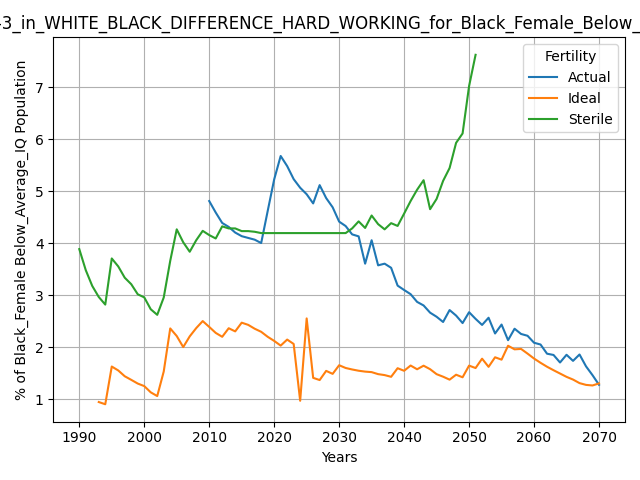 -3_in_WHITE_BLACK_DIFFERENCE_HARD_WORKING_for_Black_Female_Below_
% of Black_Female Below_Average_IQ Population
Fertility
Actual
Ideal
Sterile
7
6
5
4
3
2
1
1990 2000 2010 2020 2030 2040 2050 2060 2070
Years